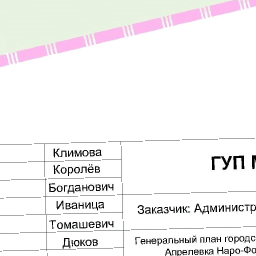 Климова
Королёв
Богданович
Иваница
Томашевич
Дюков
ГУП М
Заказчик: Администр
Генеральный план городс
Апрелевка Наро-Фо